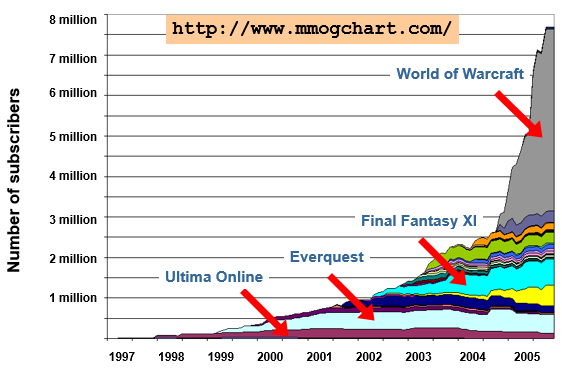 http://www.mmogchart.com/
8 million
7 million
6 million
5 million
4 million
3 million
2 million
1 million
Number of subscribers
World of Warcraft
Final Fantasy XI
Everquest
Ultima Online
1997 1998 1999 2000 2001 2002 2003 2004 2005